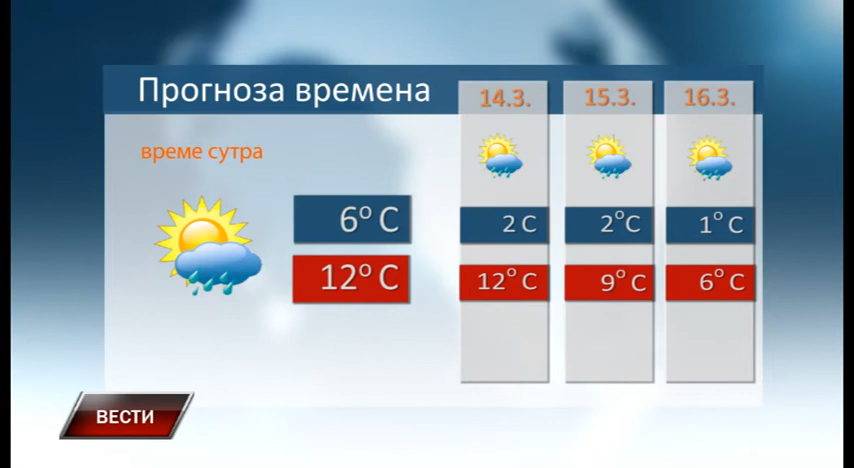 Прогноза времена
време сутра
6° C
12° C
14.3.
15.3.
16.3.
2 C
2°C
1°C
12°C
9°C
6°C
ВЕСТИ